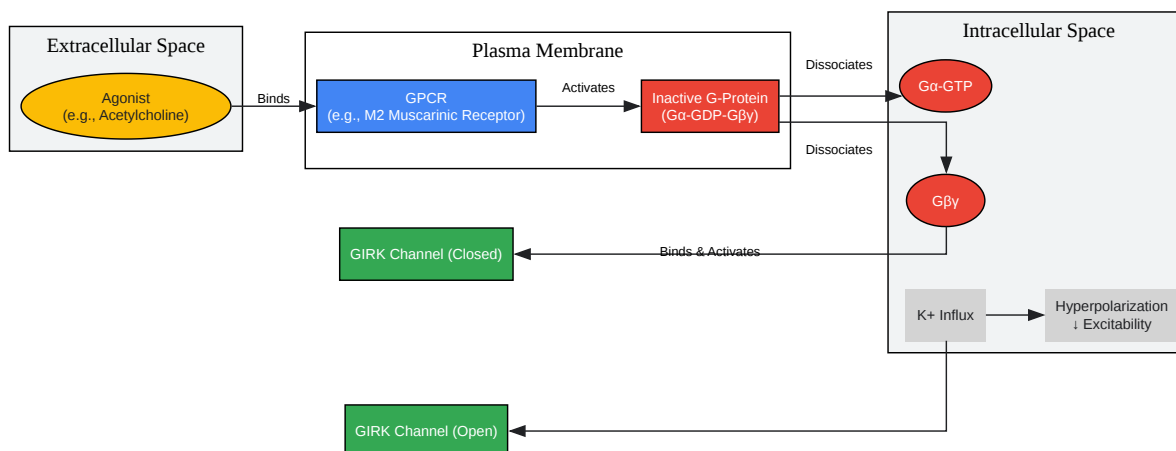 Extracellular Space
Agonist
(e.g., Acetylcholine)
Binds
Plasma Membrane
GPCR
(e.g., M2 Muscarinic Receptor)
Activates
Inactive G-Protein
(Gα-GDP-Gβγ)
Dissociates
Dissociates
Intracellular Space
Gα-GTP
Gβγ
Binds & Activates
GIRK Channel (Closed)
K+ Influx
Hyperpolarization
↓ Excitability
GIRK Channel (Open)